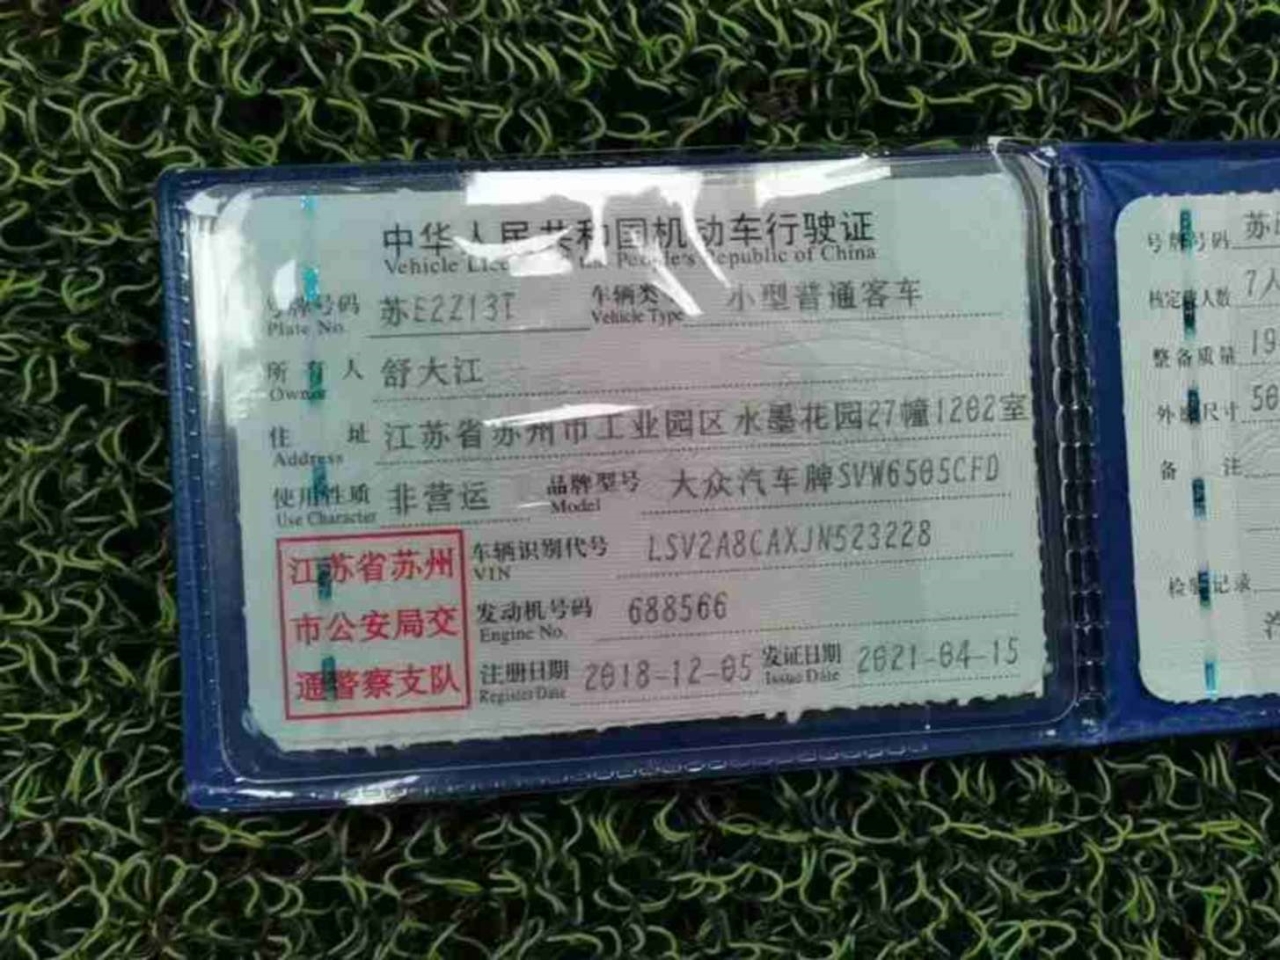 中华人民共和国机动车行驶证
Vehicle License of the People's Republic of China
号牌号码 苏E2Z13T 车辆类 小型普通客车
Plate No. Vehicle Type
所有人 舒大江
Owner
住址 江苏省苏州市工业园区水墨花园27幢1202室
Address
使用性质 非营运 品牌型号 大众汽车牌SVW6505CFD
Use Character Model
江苏省苏州
市公安局交
通警察支队
车辆识别代号 LSV2A8CAXJN523228
VIN
发动机号码 688566
Engine No.
注册日期 2018-12-05 发证日期 2021-04-15
Register Date Issue Date
号牌号码 苏
核定载人数 7人
整备质量 19
外廓尺寸 50
备注
检验记录